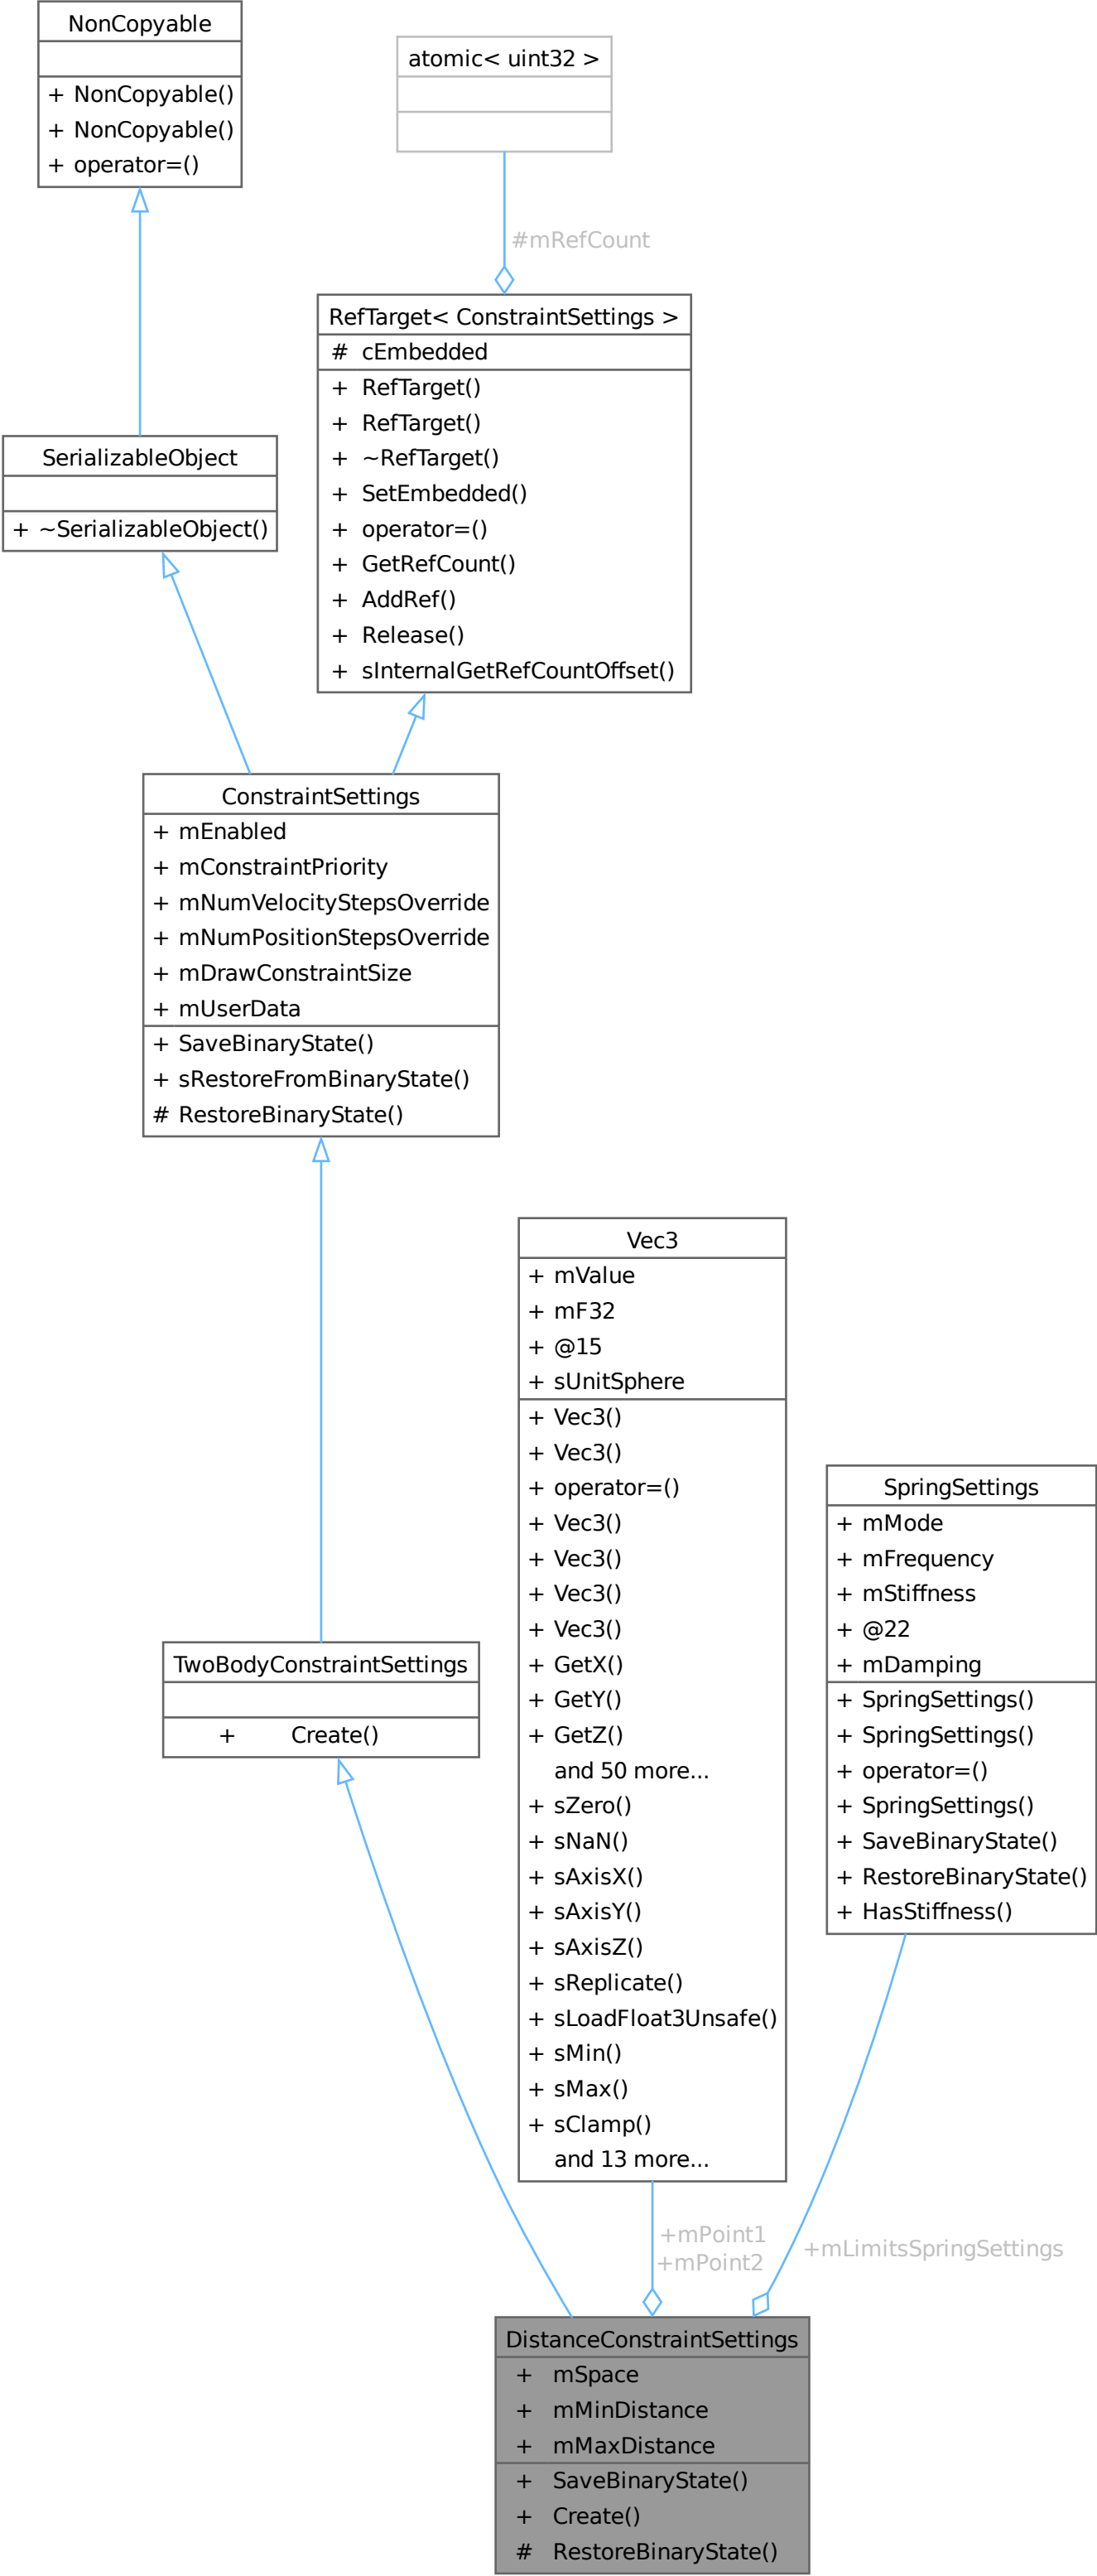 NonCopyable
+ NonCopyable()
+ NonCopyable()
+ operator=()
atomic< uint32 >
#mRefCount
RefTarget< ConstraintSettings >
# cEmbedded
+ RefTarget()
+ RefTarget()
+ ~RefTarget()
+ SetEmbedded()
+ operator=()
+ GetRefCount()
+ AddRef()
+ Release()
+ sInternalGetRefCountOffset()
SerializableObject
+ ~SerializableObject()
ConstraintSettings
+ mEnabled
+ mConstraintPriority
+ mNumVelocityStepsOverride
+ mNumPositionStepsOverride
+ mDrawConstraintSize
+ mUserData
+ SaveBinaryState()
+ sRestoreFromBinaryState()
# RestoreBinaryState()
TwoBodyConstraintSettings
+ Create()
Vec3
+ mValue
+ mF32
+ @15
+ sUnitSphere
+ Vec3()
+ Vec3()
+ operator=()
+ Vec3()
+ Vec3()
+ Vec3()
+ Vec3()
+ GetX()
+ GetY()
+ GetZ()
and 50 more...
+ sZero()
+ sNaN()
+ sAxisX()
+ sAxisY()
+ sAxisZ()
+ sReplicate()
+ sLoadFloat3Unsafe()
+ sMin()
+ sMax()
+ sClamp()
and 13 more...
SpringSettings
+ mMode
+ mFrequency
+ mStiffness
+ @22
+ mDamping
+ SpringSettings()
+ SpringSettings()
+ operator=()
+ SpringSettings()
+ SaveBinaryState()
+ RestoreBinaryState()
+ HasStiffness()
+mPoint1
+mPoint2
+mLimitsSpringSettings
DistanceConstraintSettings
+ mSpace
+ mMinDistance
+ mMaxDistance
+ SaveBinaryState()
+ Create()
# RestoreBinaryState()